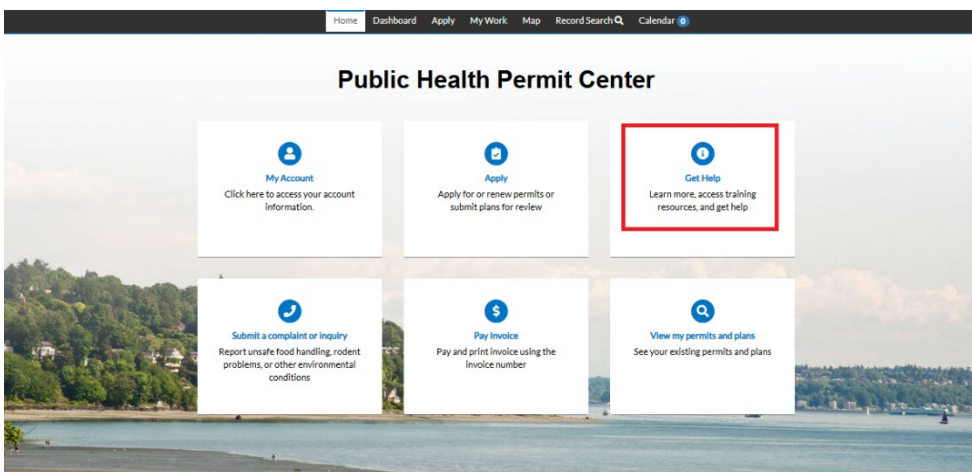 Home Dashboard Apply My Work Map Record Search Calendar 0
Public Health Permit Center
My Account
Click here to access your account
information.
Apply
Apply for or renew permits or
submit plans for review
Get Help
Learn more, access training
resources, and get help
Submit a complaint or inquiry
Report unsafe food handling, rodent
problems, or other environmental
conditions
$
Pay Invoice
Pay and print invoice using the
invoice number
View my permits and plans
See your existing permits and plans